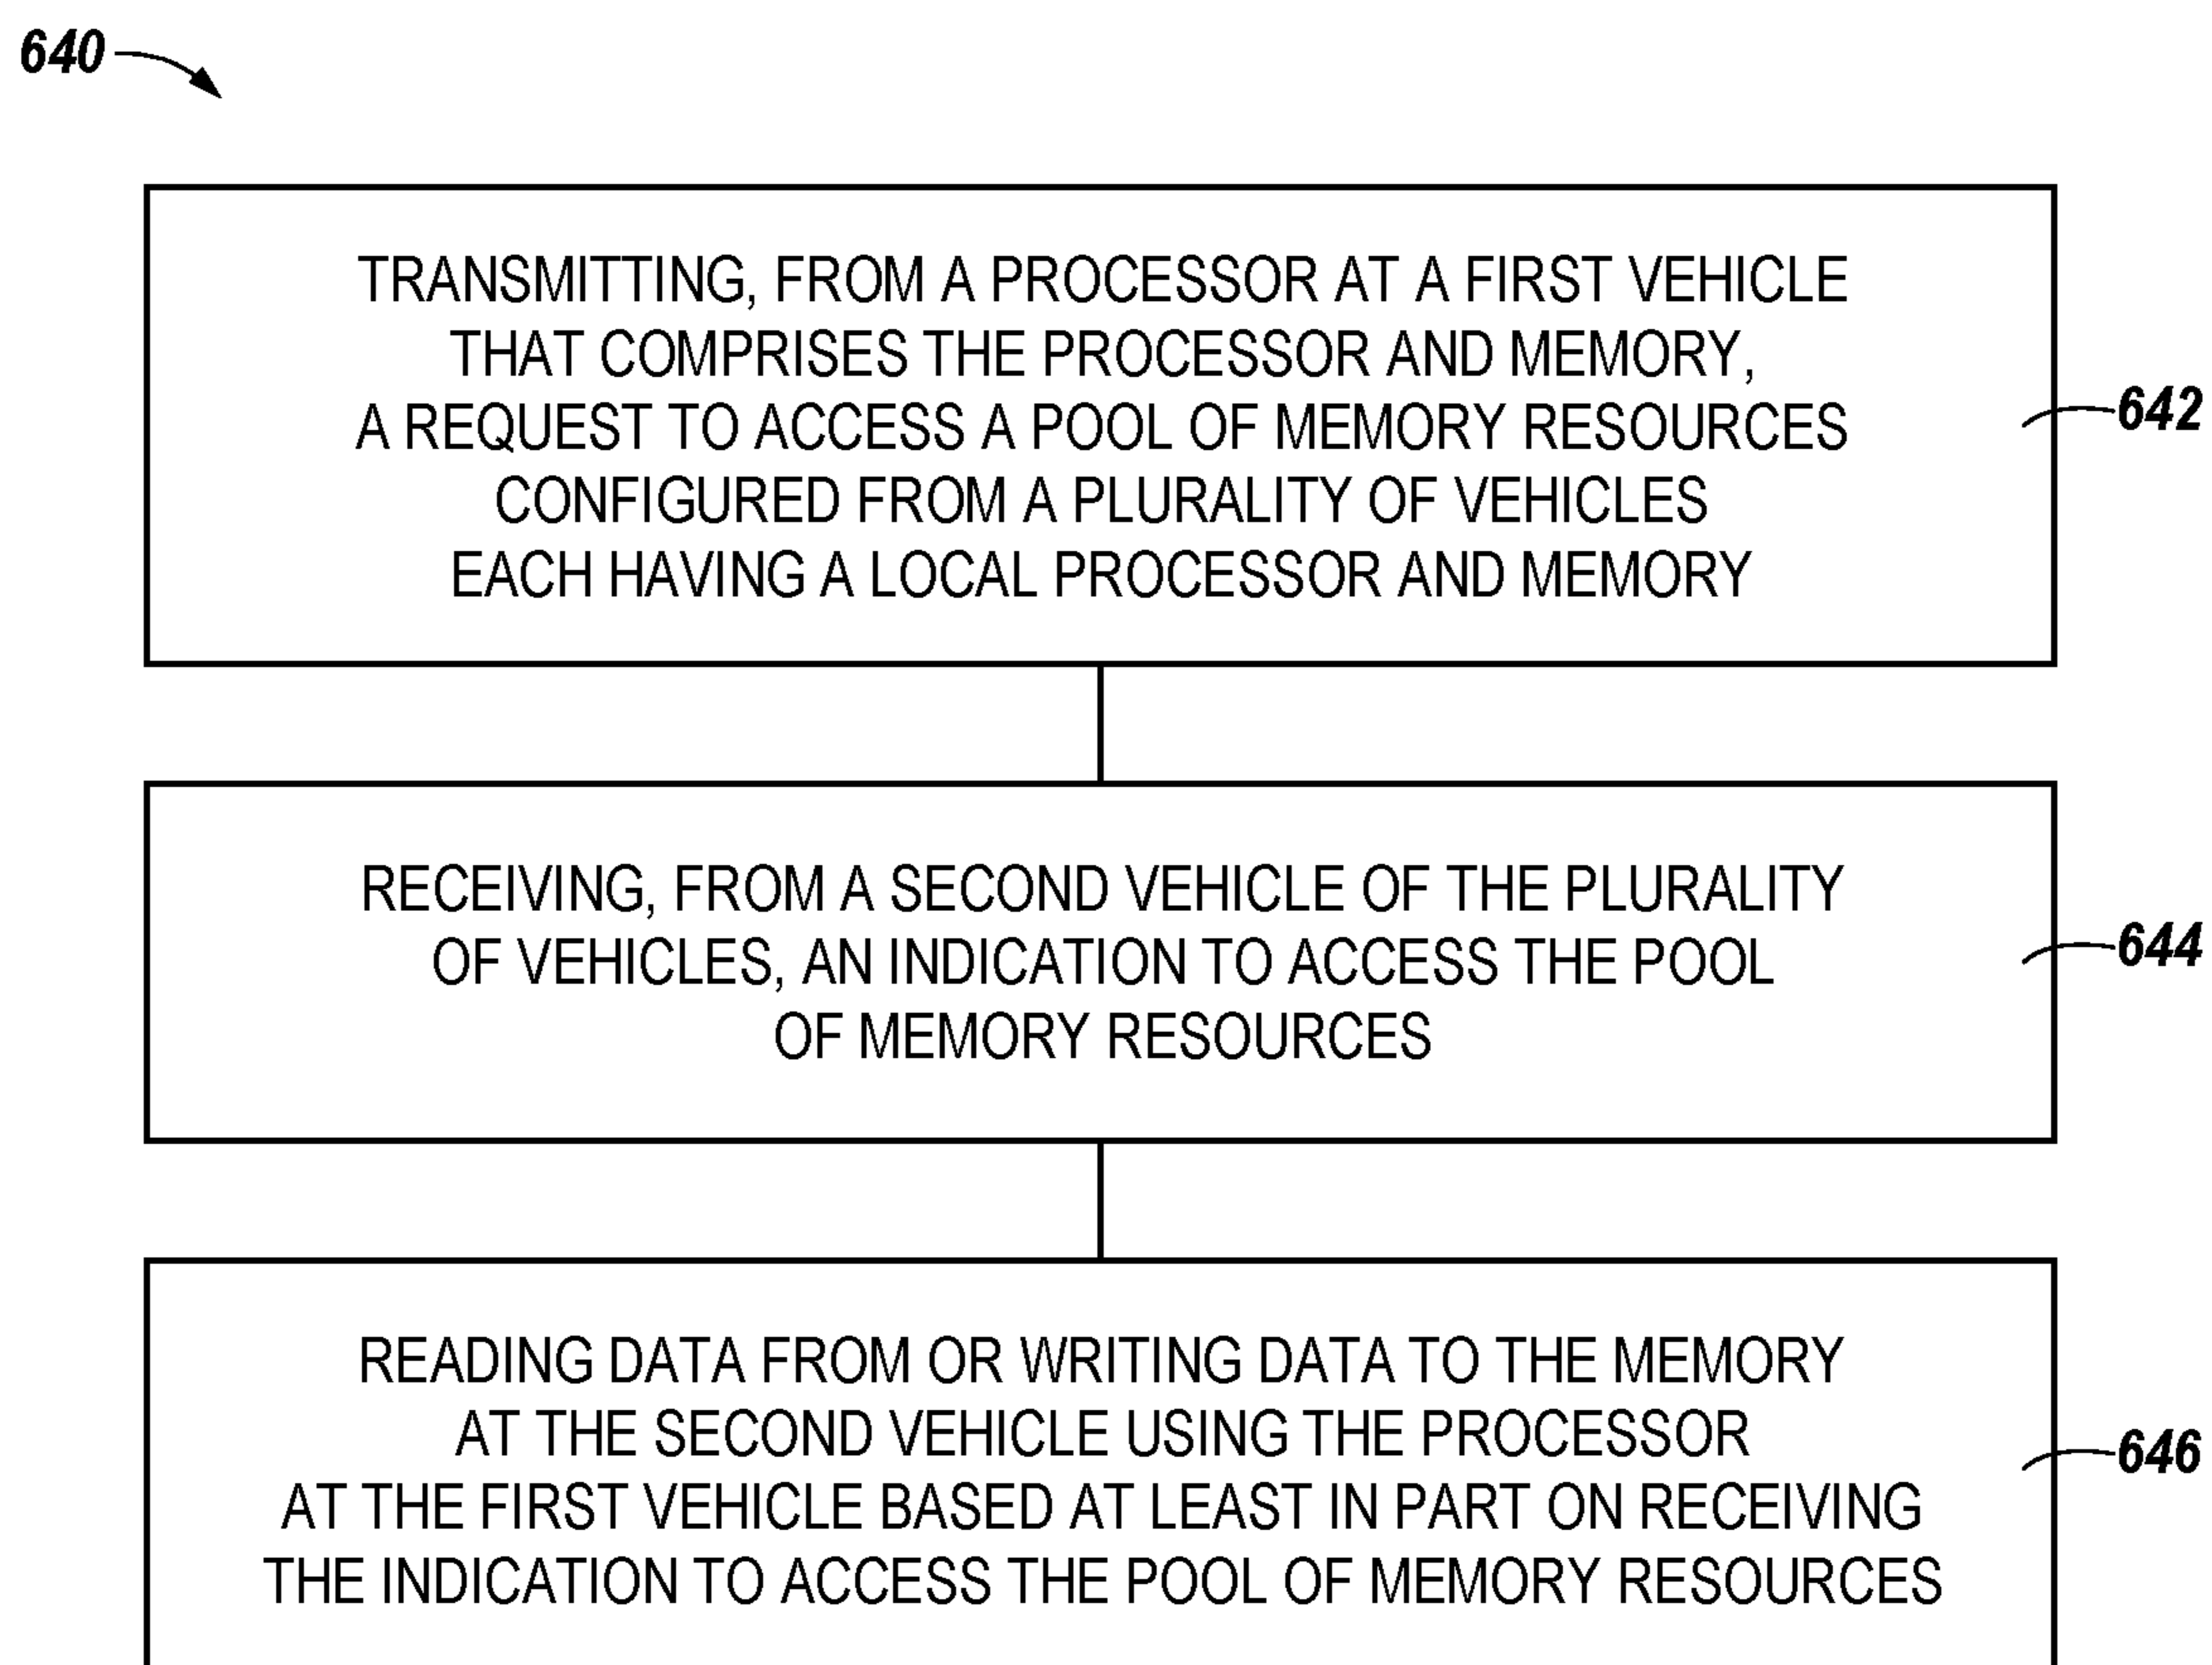 640
TRANSMITTING, FROM A PROCESSOR AT A FIRST VEHICLE
THAT COMPRISES THE PROCESSOR AND MEMORY,
A REQUEST TO ACCESS A POOL OF MEMORY RESOURCES
CONFIGURED FROM A PLURALITY OF VEHICLES
EACH HAVING A LOCAL PROCESSOR AND MEMORY
642
RECEIVING, FROM A SECOND VEHICLE OF THE PLURALITY
OF VEHICLES, AN INDICATION TO ACCESS THE POOL
OF MEMORY RESOURCES
644
READING DATA FROM OR WRITING DATA TO THE MEMORY
AT THE SECOND VEHICLE USING THE PROCESSOR
AT THE FIRST VEHICLE BASED AT LEAST IN PART ON RECEIVING
THE INDICATION TO ACCESS THE POOL OF MEMORY RESOURCES
646